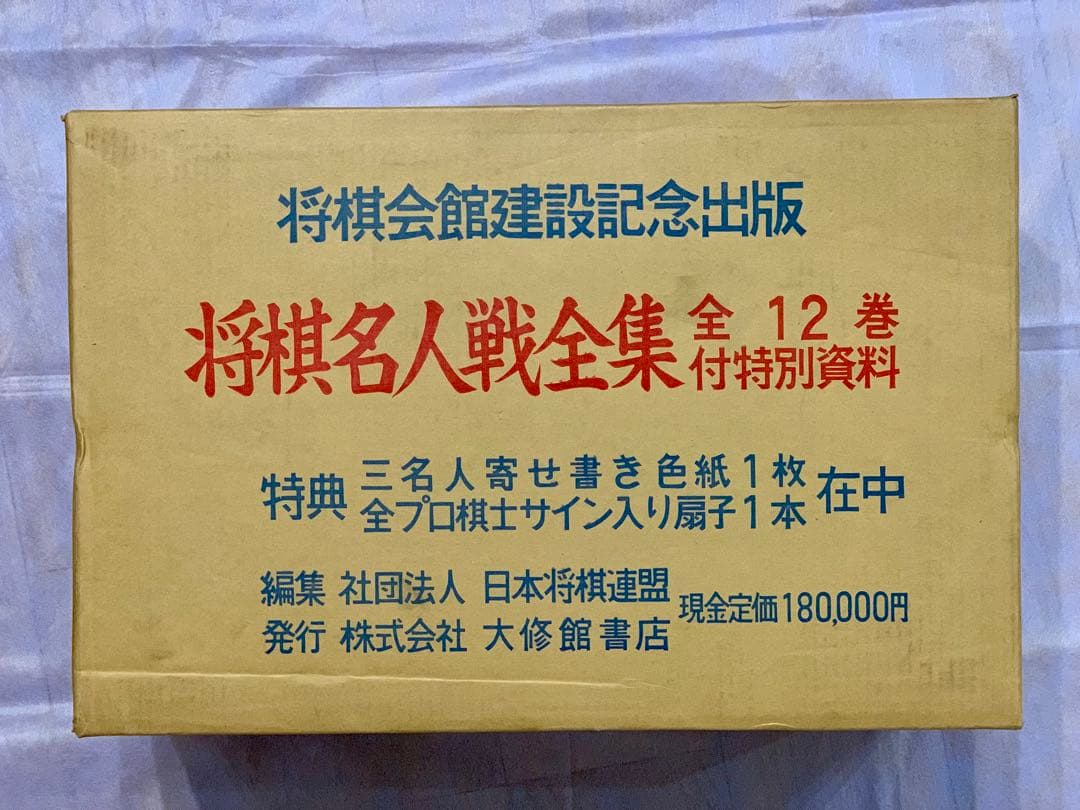 将棋会館建設記念出版
将棋名人戦全集 全12巻
付特別資料
特典 三名人寄せ書き色紙1枚
全プロ棋士サイン入り扇子1本 在中
編集 社団法人 日本将棋連盟
発行 株式会社 大修館書店
現金定価180,000円